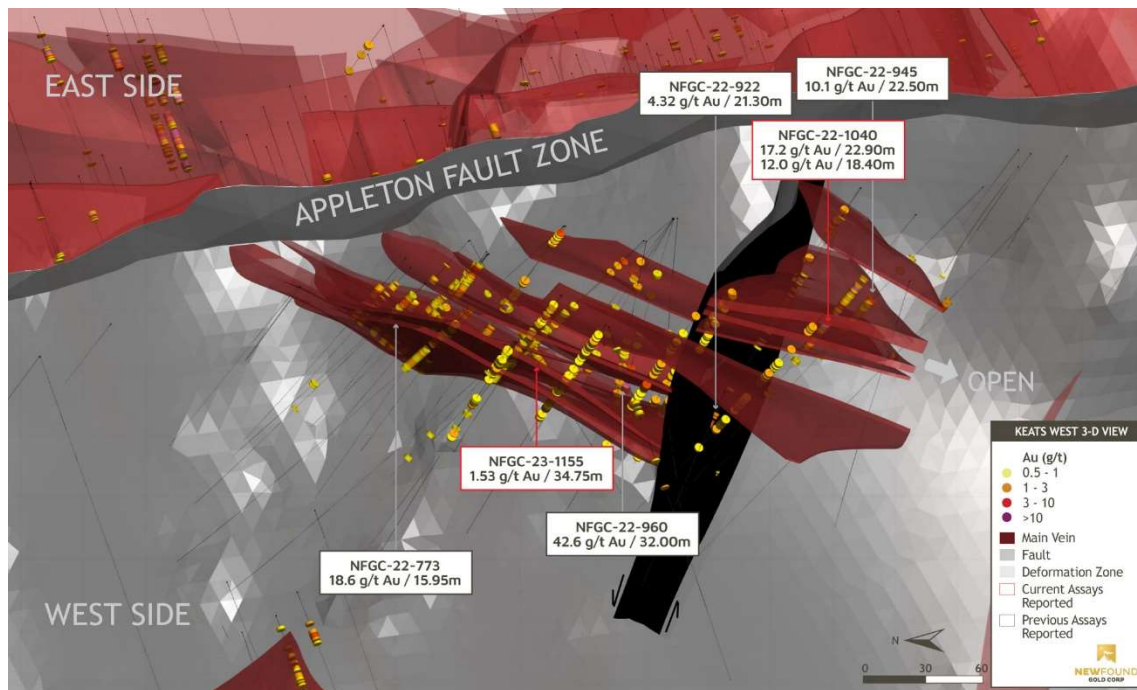 EAST SIDE
APPLETON FAULT ZONE
NFGC-22-922
4.32 g/t Au / 21.30m
NFGC-22-945
10.1 g/t Au / 22.50m
NFGC-22-1040
17.2 g/t Au / 22.90m
12.0 g/t Au / 18.40m
OPEN
NFGC-23-1155
1.53 g/t Au / 34.75m
NFGC-22-960
42.6 g/t Au / 32.00m
NFGC-22-773
18.6 g/t Au / 15.95m
WEST SIDE
KEATS WEST 3-D VIEW
Au (g/t)
0.5 - 1
1 - 3
3 - 10
>10
Main Vein
Fault
Deformation Zone
Current Assays
Reported
Previous Assays
Reported
N
0 30 60
NEWFOUND
GOLD CORP